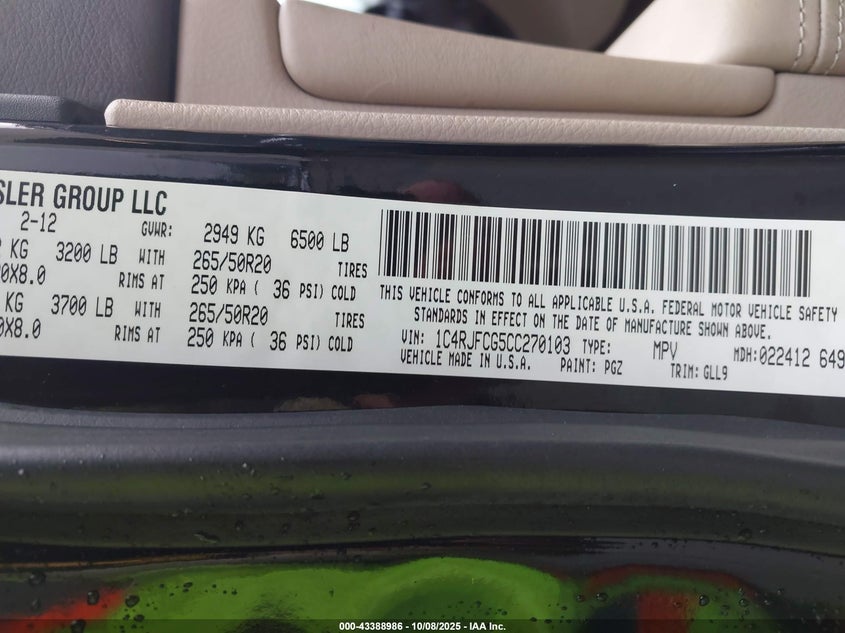 SLER GROUP LLC
2-12 GVWR: 2949 KG 6500 LB
KG 3200 LB WITH 265/50R20 TIRES
0X8.0 RIMS AT 250 KPA ( 36 PSI) COLD
KG 3700 LB WITH 265/50R20 TIRES
0X8.0 RIMS AT 250 KPA ( 36 PSI) COLD
THIS VEHICLE CONFORMS TO ALL APPLICABLE U.S.A. FEDERAL MOTOR VEHICLE SAFETY
STANDARDS IN EFFECT ON THE DATE OF MANUFACTURE SHOWN ABOVE.
VIN: 1C4RJFCG5CC270103 TYPE: MPV MDH:022412 649
VEHICLE MADE IN U.S.A. PAINT: PGZ TRIM: GLL9
000-43388986 - 10/08/2025 - IAA Inc.